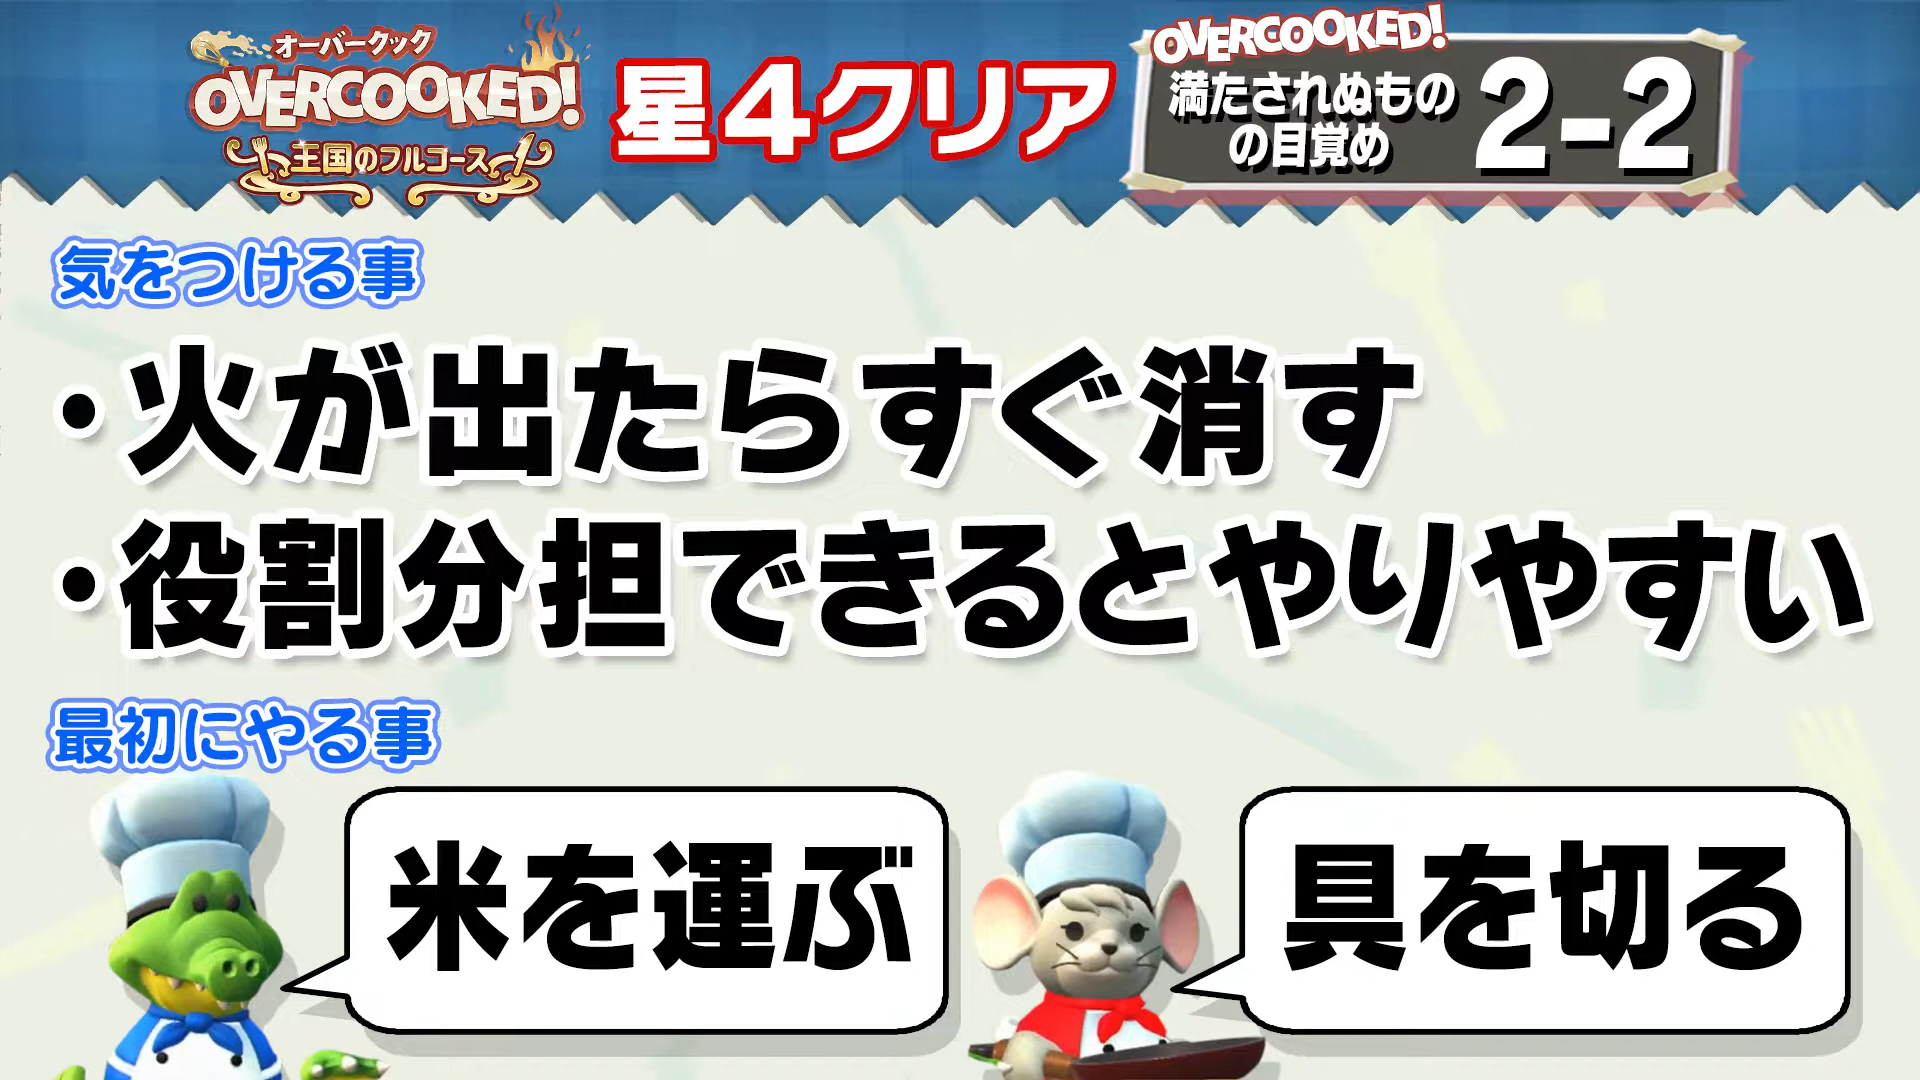 オーバークック
OVERCOOKED!
王国のフルコース
星4クリア
OVERCOOKED!
満たされぬもの
の目覚め
2-2
気をつける事
・火が出たらすぐ消す
・役割分担できるとやりやすい
最初にやる事
米を運ぶ
具を切る